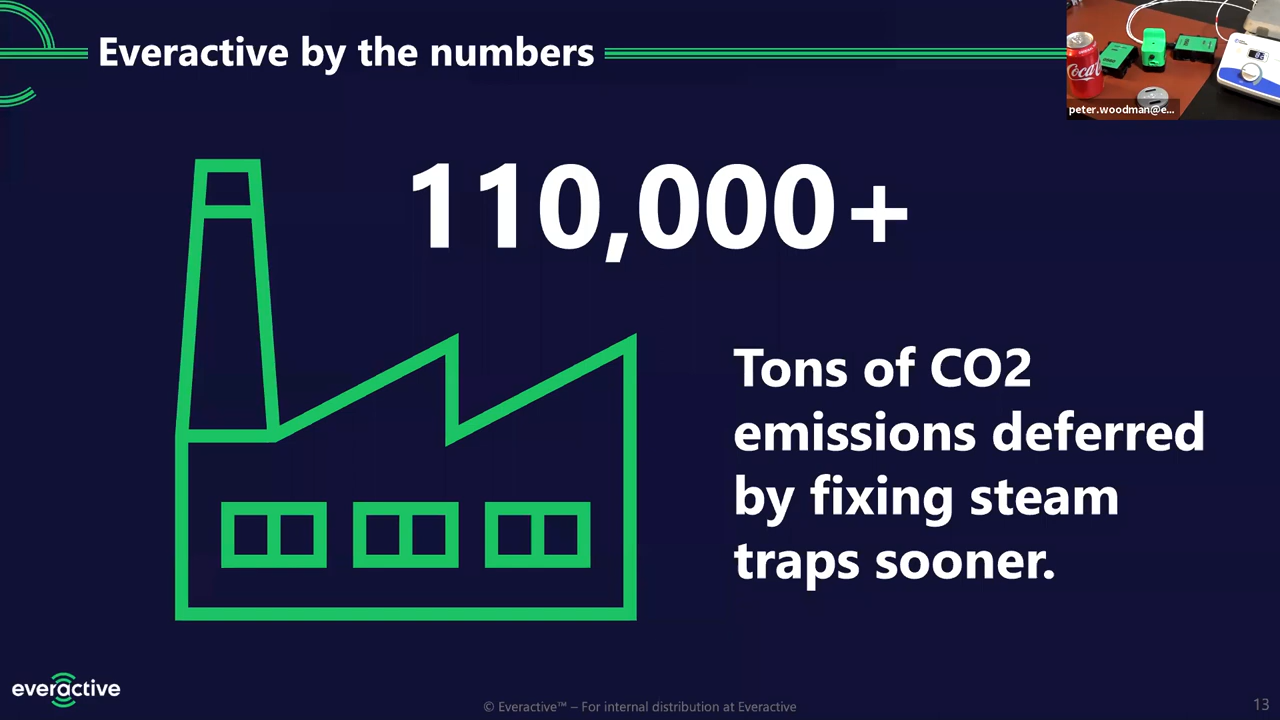 Everactive by the numbers
Coca
peter.woodman@e...
110,000+
Tons of CO2
emissions deferred
by fixing steam
traps sooner.
everactive
© Everactive™ – For internal distribution at Everactive
13